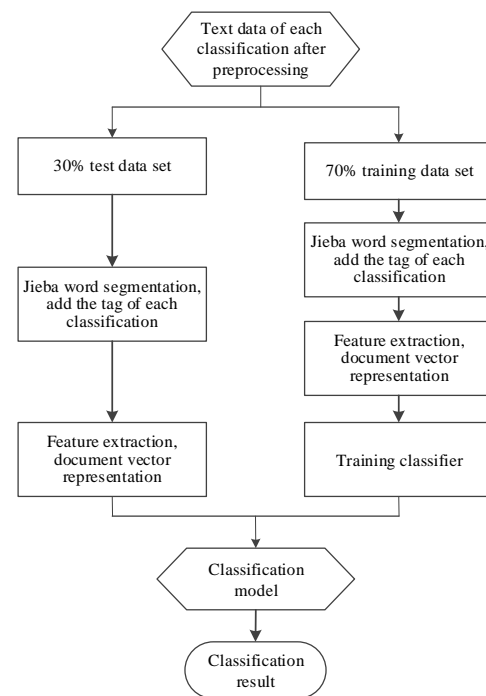 Text data of each
classification after
preprocessing
30% test data set
70% training data set
Jieba word segmentation,
add the tag of each
classification
Jieba word segmentation,
add the tag of each
classification
Feature extraction,
document vector
representation
Feature extraction,
document vector
representation
Training classifier
Classification
model
Classification
result